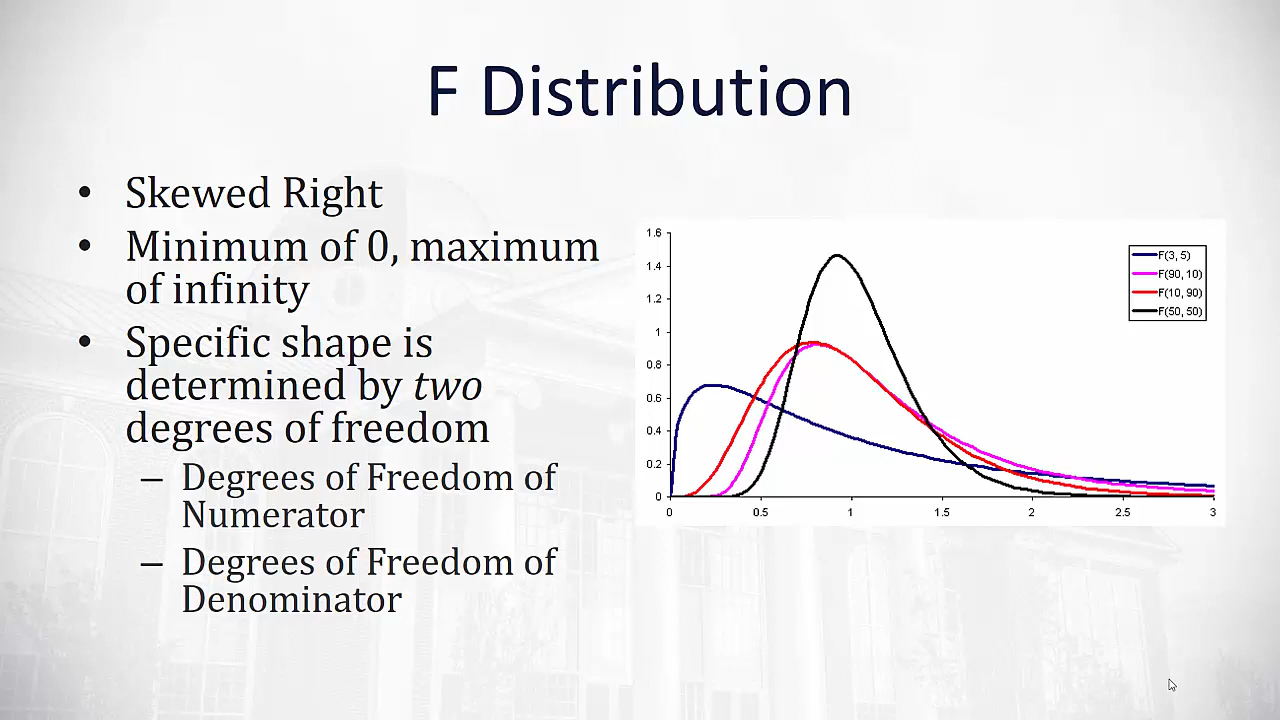 F Distribution
• Skewed Right
• Minimum of 0, maximum
of infinity
• Specific shape is
determined by two
degrees of freedom
– Degrees of Freedom of
Numerator
– Degrees of Freedom of
Denominator
1.6
1.4
1.2
1
0.8
0.6
0.4
0.2
0
0 0.5 1 1.5 2 2.5 3
F(3, 5)
F(90, 10)
F(10, 90)
F(50, 50)